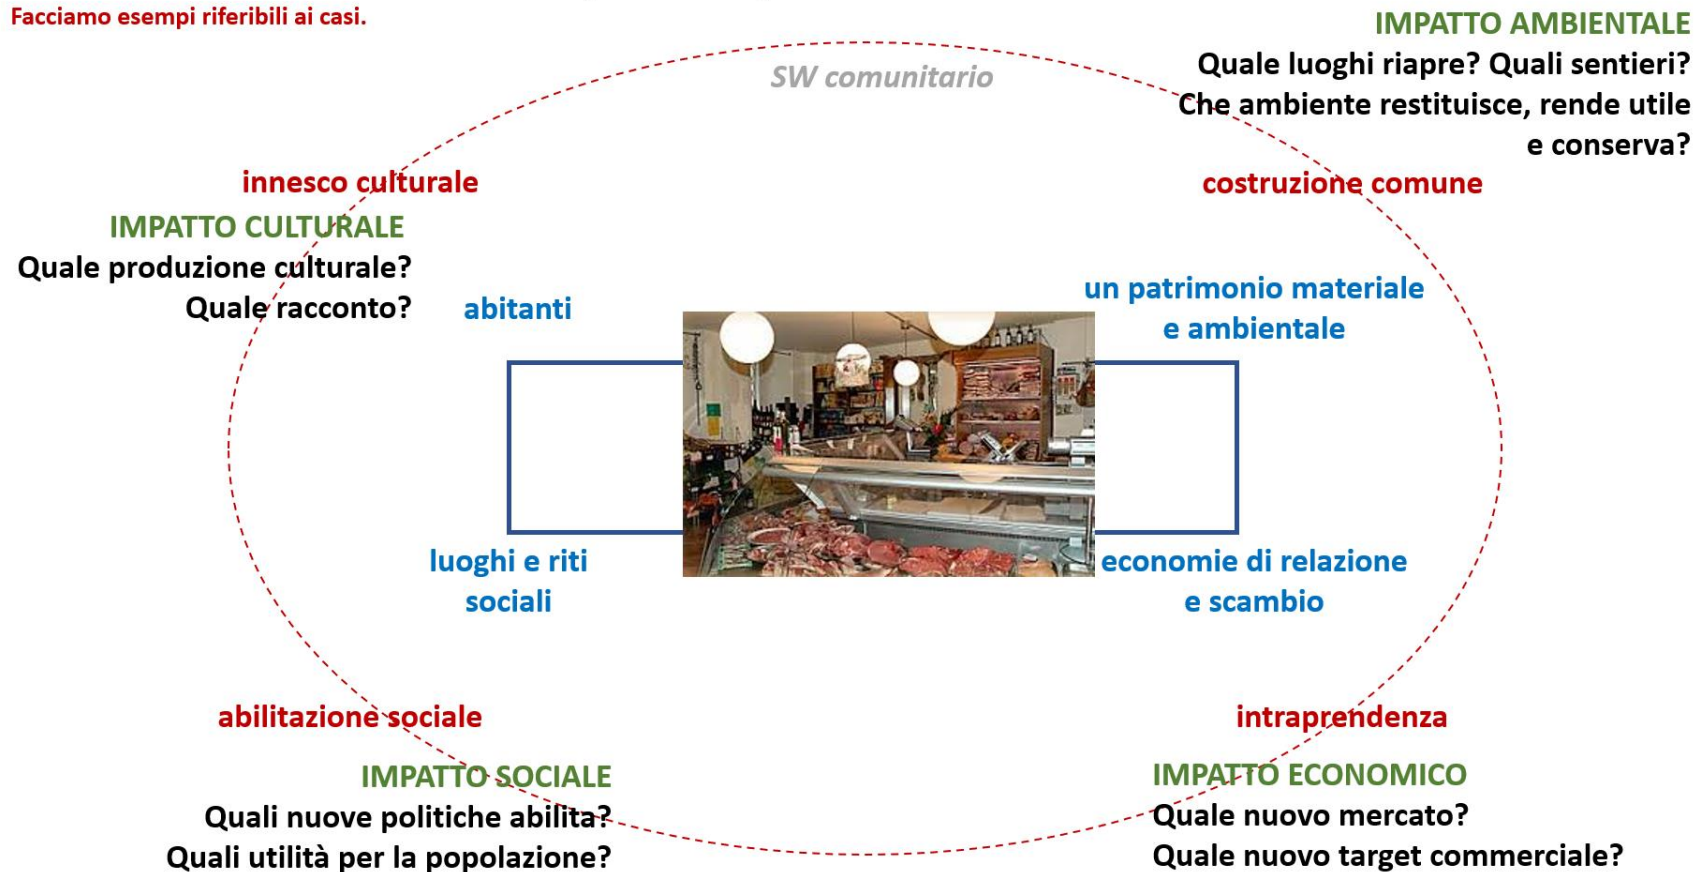 Facciamo esempi riferibili ai casi.
IMPATTO AMBIENTALE
Quale luoghi riapre? Quali sentieri?
Che ambiente restituisce, rende utile
e conserva?
SW comunitario
innesco culturale
costruzione comune
IMPATTO CULTURALE
Quale produzione culturale?
Quale racconto?
abitanti
un patrimonio materiale
e ambientale
luoghi e riti
sociali
economie di relazione
e scambio
abilitazione sociale
intraprendenza
IMPATTO SOCIALE
Quali nuove politiche abilita?
Quali utilità per la popolazione?
IMPATTO ECONOMICO
Quale nuovo mercato?
Quale nuovo target commerciale?